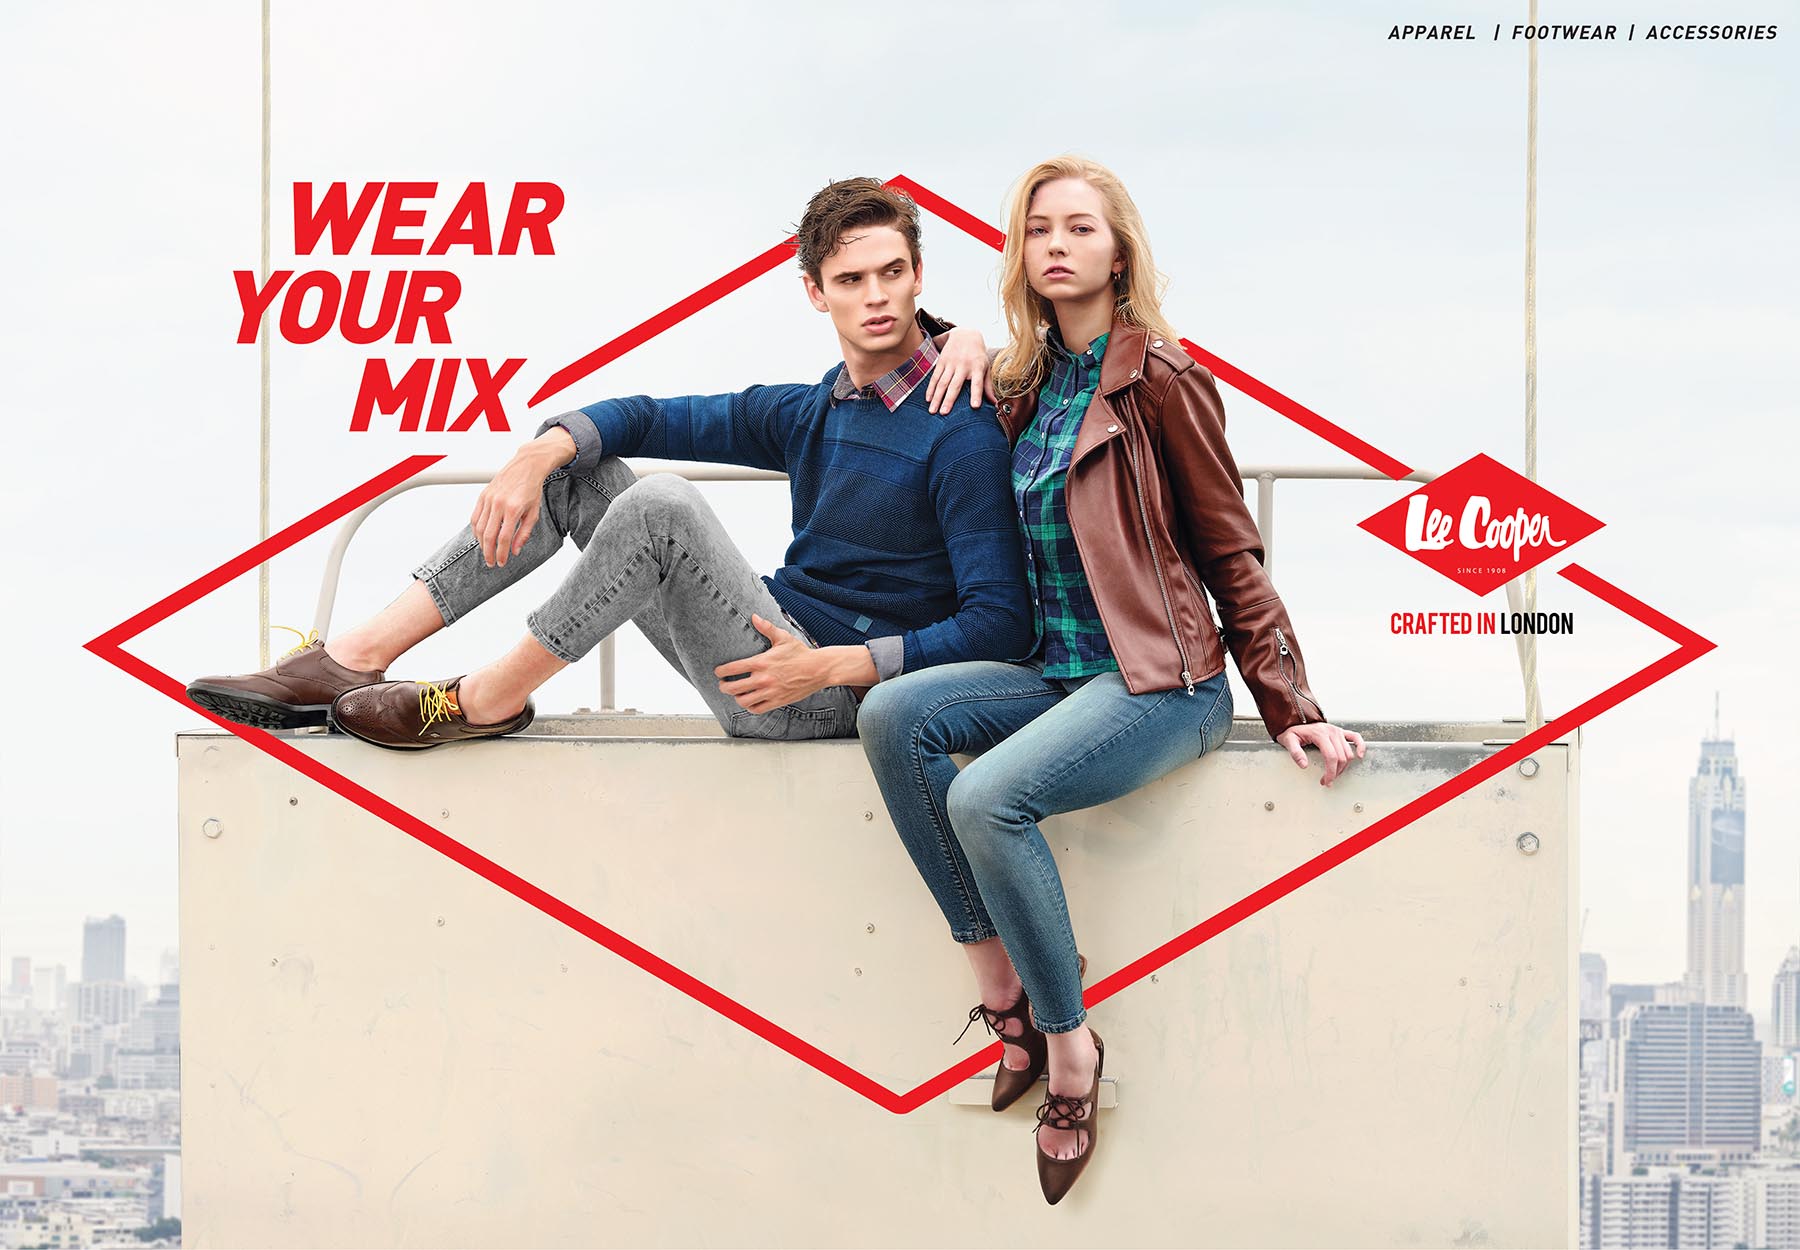 APPAREL | FOOTWEAR | ACCESSORIES
WEAR
YOUR
MIX
Lee Cooper
SINCE 1908
CRAFTED IN LONDON